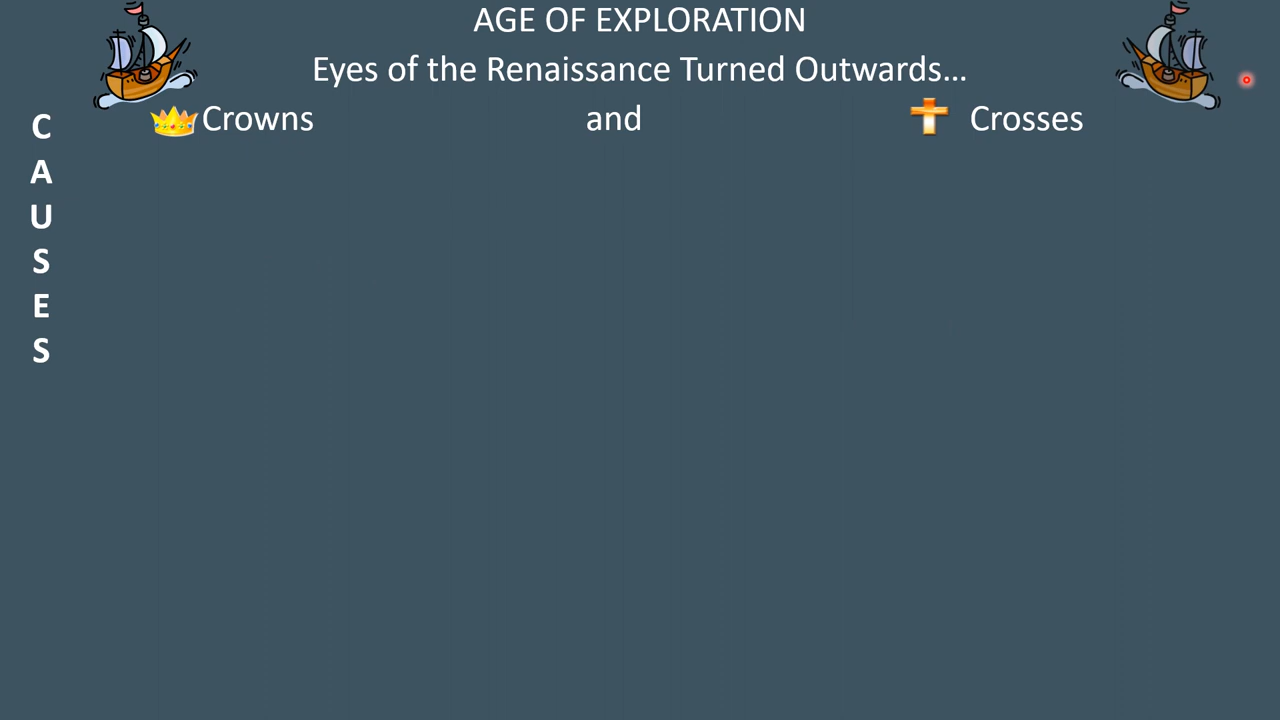 AGE OF EXPLORATION
Eyes of the Renaissance Turned Outwards...
Crowns and Crosses
C
A
U
S
E
S